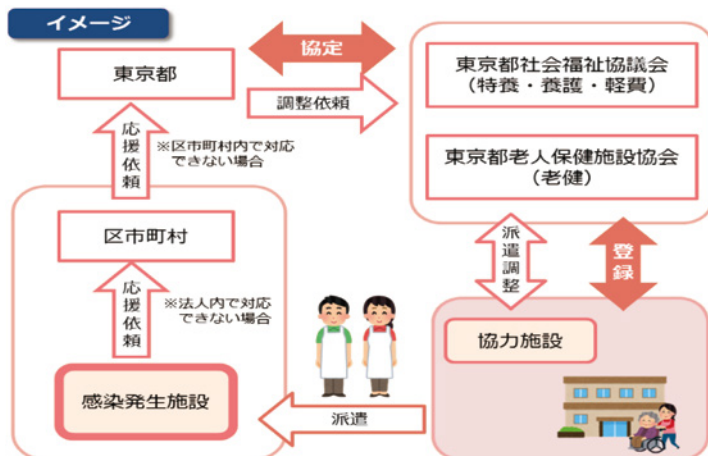 イメージ
東京都
協定
調整依頼
東京都社会福祉協議会
（特養・養護・軽費）
東京都老人保健施設協会
（老健）
応援依頼
※区市町村内で対応
できない場合
区市町村
応援依頼
※法人内で対応
できない場合
感染発生施設
派遣調整
登録
協力施設
派遣